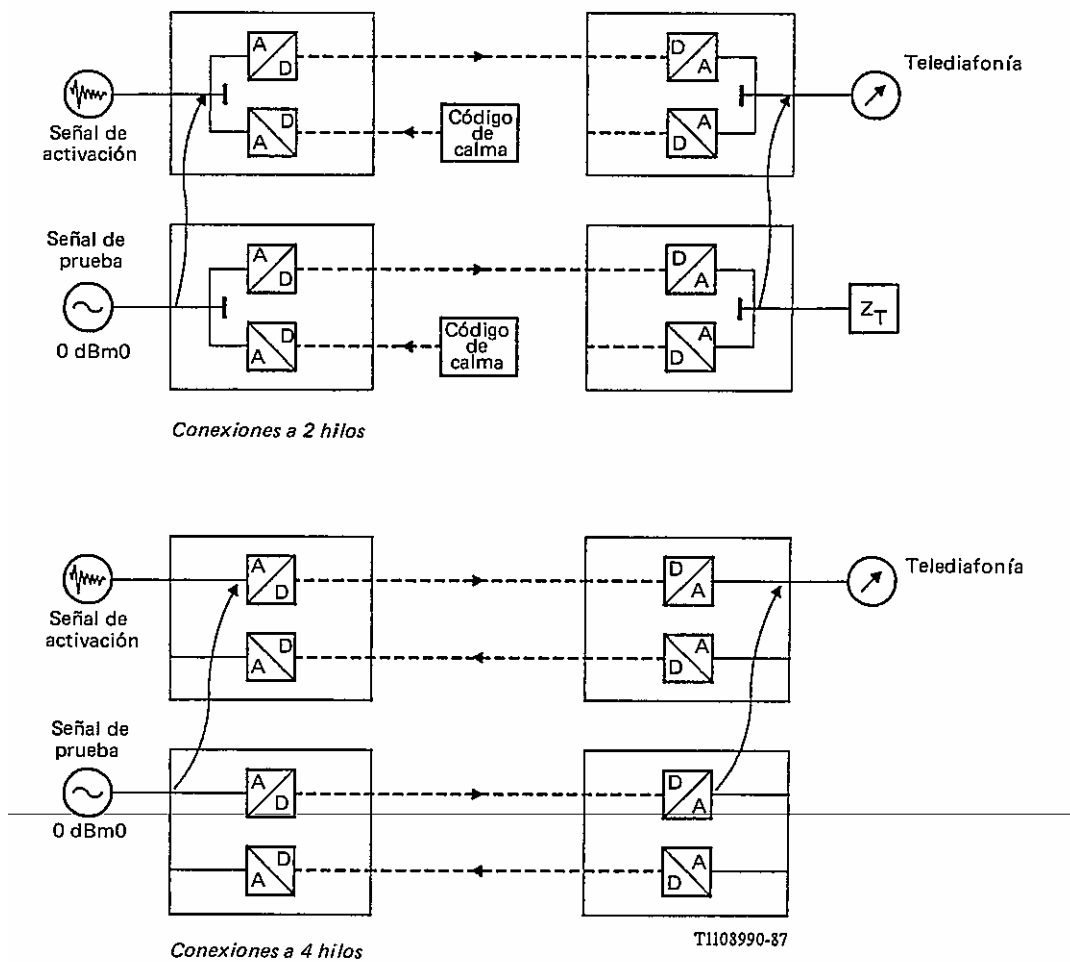 A D
D A
Telediafonía
Señal de
activación
A D
Código
de
calma
D A
Señal de
prueba
0 dBm0
A D
D A
Z_T
A D
Código
de
calma
D A
Conexiones a 2 hilos
A D
D A
Telediafonía
Señal de
activación
A D
D A
Señal de
prueba
0 dBm0
A D
D A
A D
D A
T1108990-87
Conexiones a 4 hilos